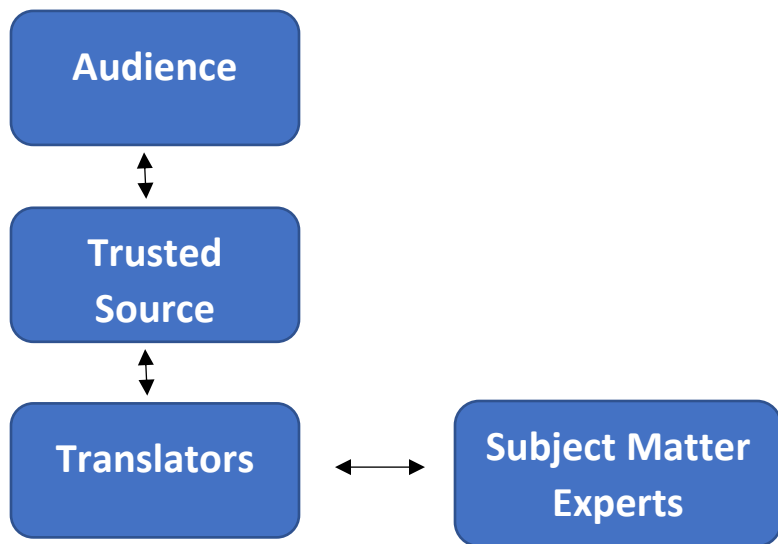 Audience
Trusted
Source
Translators
Subject Matter
Experts